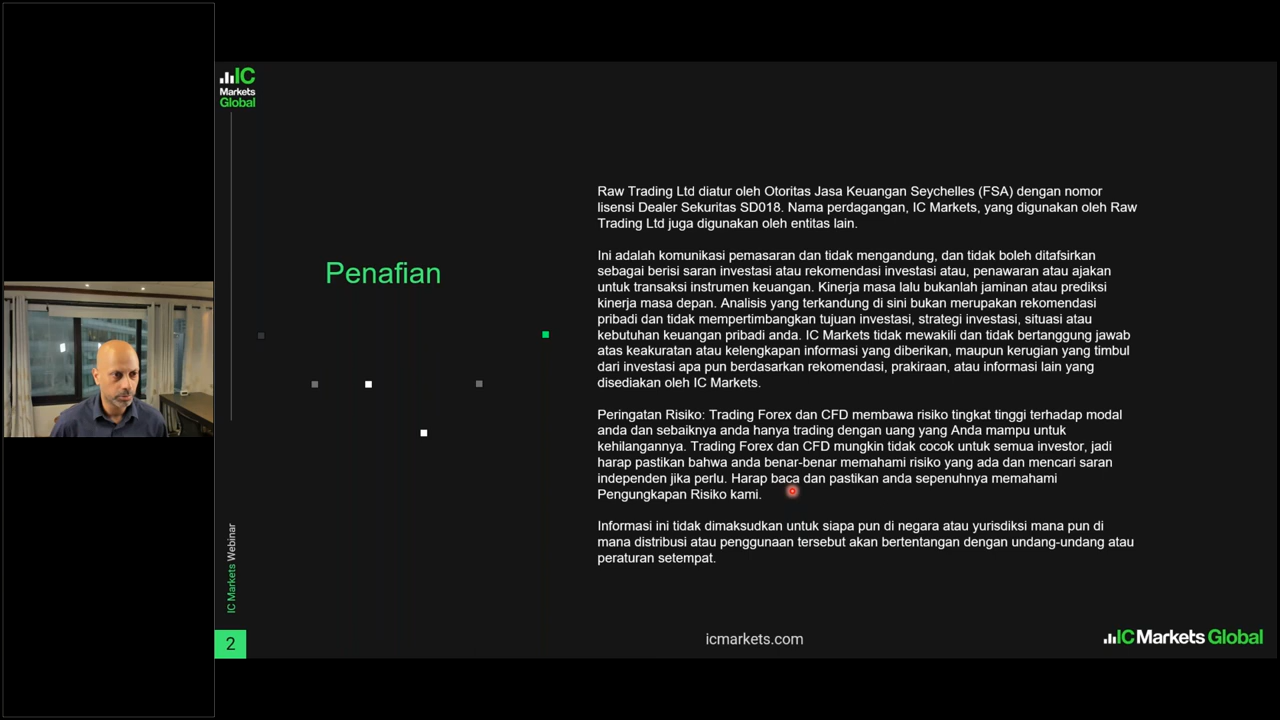 IC
Markets
Global
Penafian
Raw Trading Ltd diatur oleh Otoritas Jasa Keuangan Seychelles (FSA) dengan nomor
lisensi Dealer Sekuritas SD018. Nama perdagangan, IC Markets, yang digunakan oleh Raw
Trading Ltd juga digunakan oleh entitas lain.
Ini adalah komunikasi pemasaran dan tidak mengandung, dan tidak boleh ditafsirkan
sebagai berisi saran investasi atau rekomendasi investasi atau, penawaran atau ajakan
untuk transaksi instrumen keuangan. Kinerja masa lalu bukanlah jaminan atau prediksi
kinerja masa depan. Analisis yang terkandung di sini bukan merupakan rekomendasi
pribadi dan tidak mempertimbangkan tujuan investasi, strategi investasi, situasi atau
kebutuhan keuangan pribadi anda. IC Markets tidak mewakili dan tidak bertanggung jawab
atas keakuratan atau kelengkapan informasi yang diberikan, maupun kerugian yang timbul
dari investasi apa pun berdasarkan rekomendasi, prakiraan, atau informasi lain yang
disediakan oleh IC Markets.
Peringatan Risiko: Trading Forex dan CFD membawa risiko tingkat tinggi terhadap modal
anda dan sebaiknya anda hanya trading dengan uang yang Anda mampu untuk
kehilangannya. Trading Forex dan CFD mungkin tidak cocok untuk semua investor, jadi
harap pastikan bahwa anda benar-benar memahami risiko yang ada dan mencari saran
independen jika perlu. Harap baca dan pastikan anda sepenuhnya memahami
Pengungkapan Risiko kami.
Informasi ini tidak dimaksudkan untuk siapa pun di negara atau yurisdiksi mana pun di
mana distribusi atau penggunaan tersebut akan bertentangan dengan undang-undang atau
peraturan setempat.
IC Markets Webinar
2
icmarkets.com
IC Markets Global